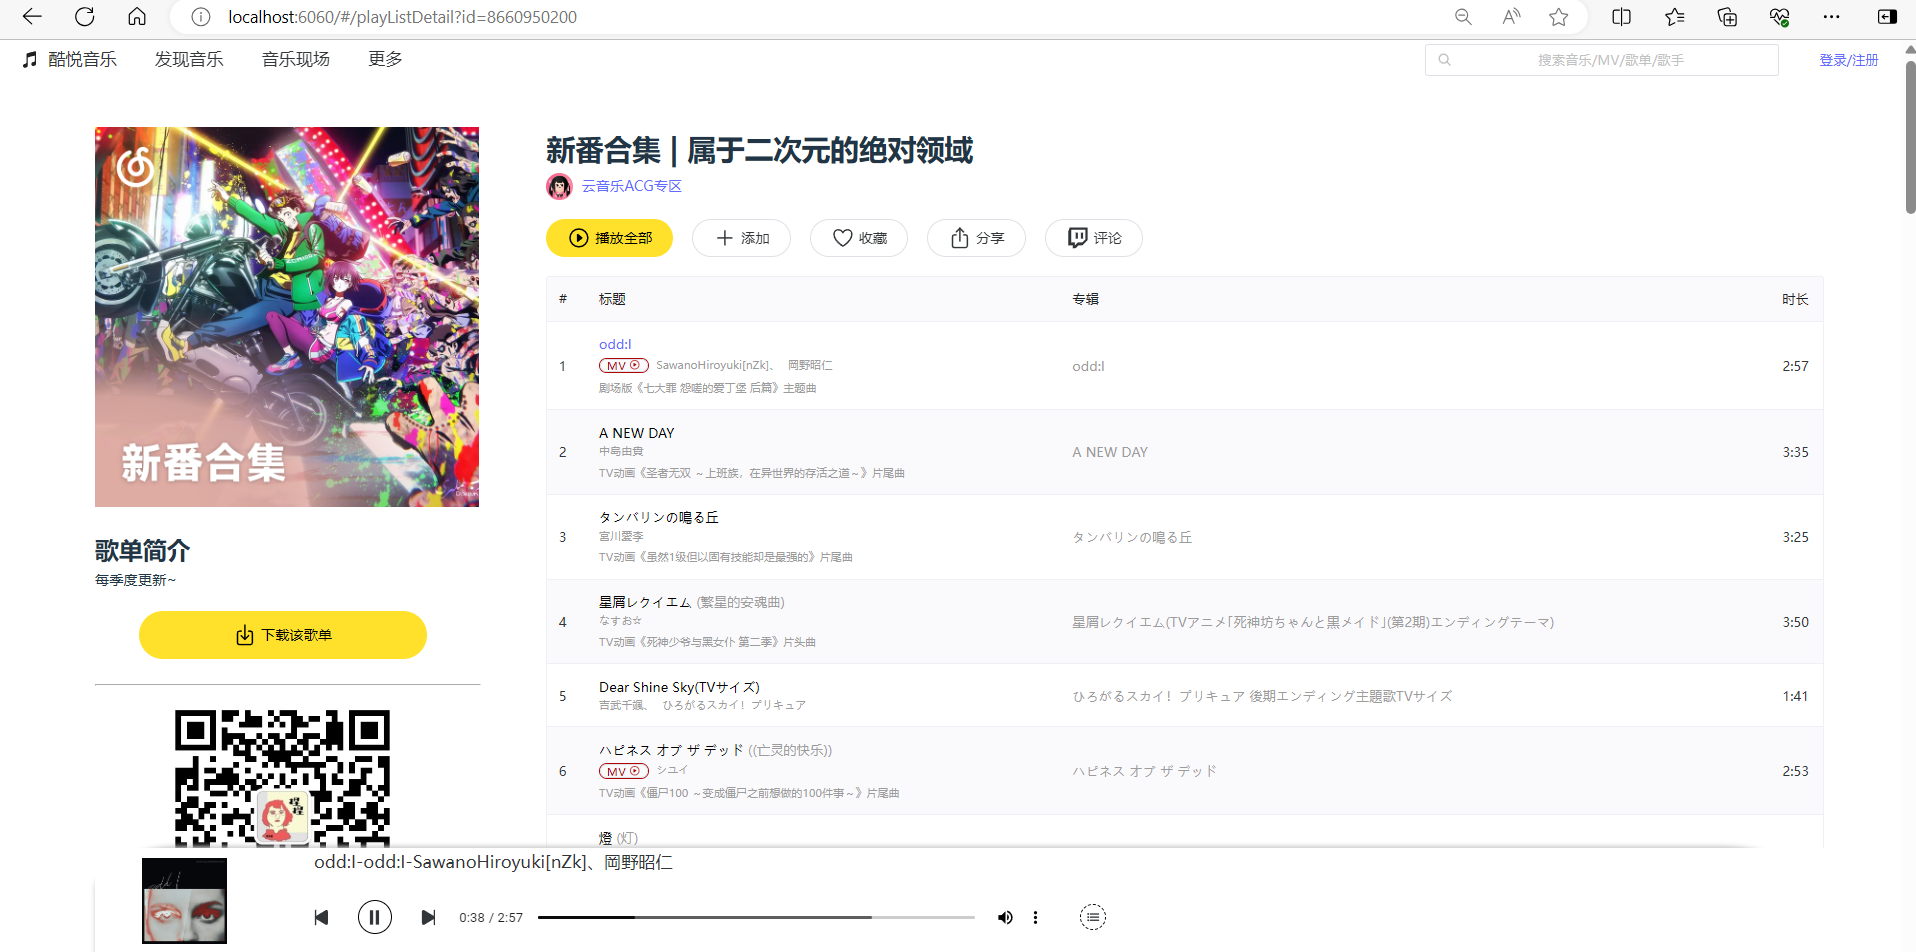 localhost:6060/#/playListDetail?id=8660950200
酷悦音乐 发现音乐 音乐现场 更多 搜索音乐/MV/歌单/歌手 登录/注册
新番合集
歌单简介
每季度更新~
下载该歌单
新番合集 | 属于二次元的绝对领域
云音乐ACG专区
播放全部 添加 收藏 分享 评论
# 标题 专辑 时长
odd:I
1 MV SawanoHiroyuki[nZk]、 岡野昭仁 odd:I 2:57
剧场版《七大罪 怨嗟的爱丁堡 后篇》主题曲
A NEW DAY
中島由貴
2 A NEW DAY 3:35
TV动画《圣者无双 ～上班族，在异世界的存活之道～》片尾曲
タンバリンの鳴る丘
宮川愛李
3 タンバリンの鳴る丘 3:25
TV动画《虽然1级但以固有技能却是最强的》片尾曲
星屑レクイエム (繁星的安魂曲)
なすお☆
4 星屑レクイエム(TVアニメ「死神坊ちゃんと黒メイド」(第2期)エンディングテーマ) 3:50
TV动画《死神少爷与黑女仆 第二季》片头曲
Dear Shine Sky(TVサイズ)
5 ひろがるスカイ！プリキュア 後期エンディング主題歌TVサイズ 1:41
吉武千颯、 ひろがるスカイ！プリキュア
ハピネス オブ ザ デッド ((亡灵的快乐))
6 MV シユイ ハピネス オブ ザ デッド 2:53
TV动画《僵尸100 ～变成僵尸之前想做的100件事～》片尾曲
燈 (灯)
odd:I-odd:I-SawanoHiroyuki[nZk]、岡野昭仁
0:38 / 2:57